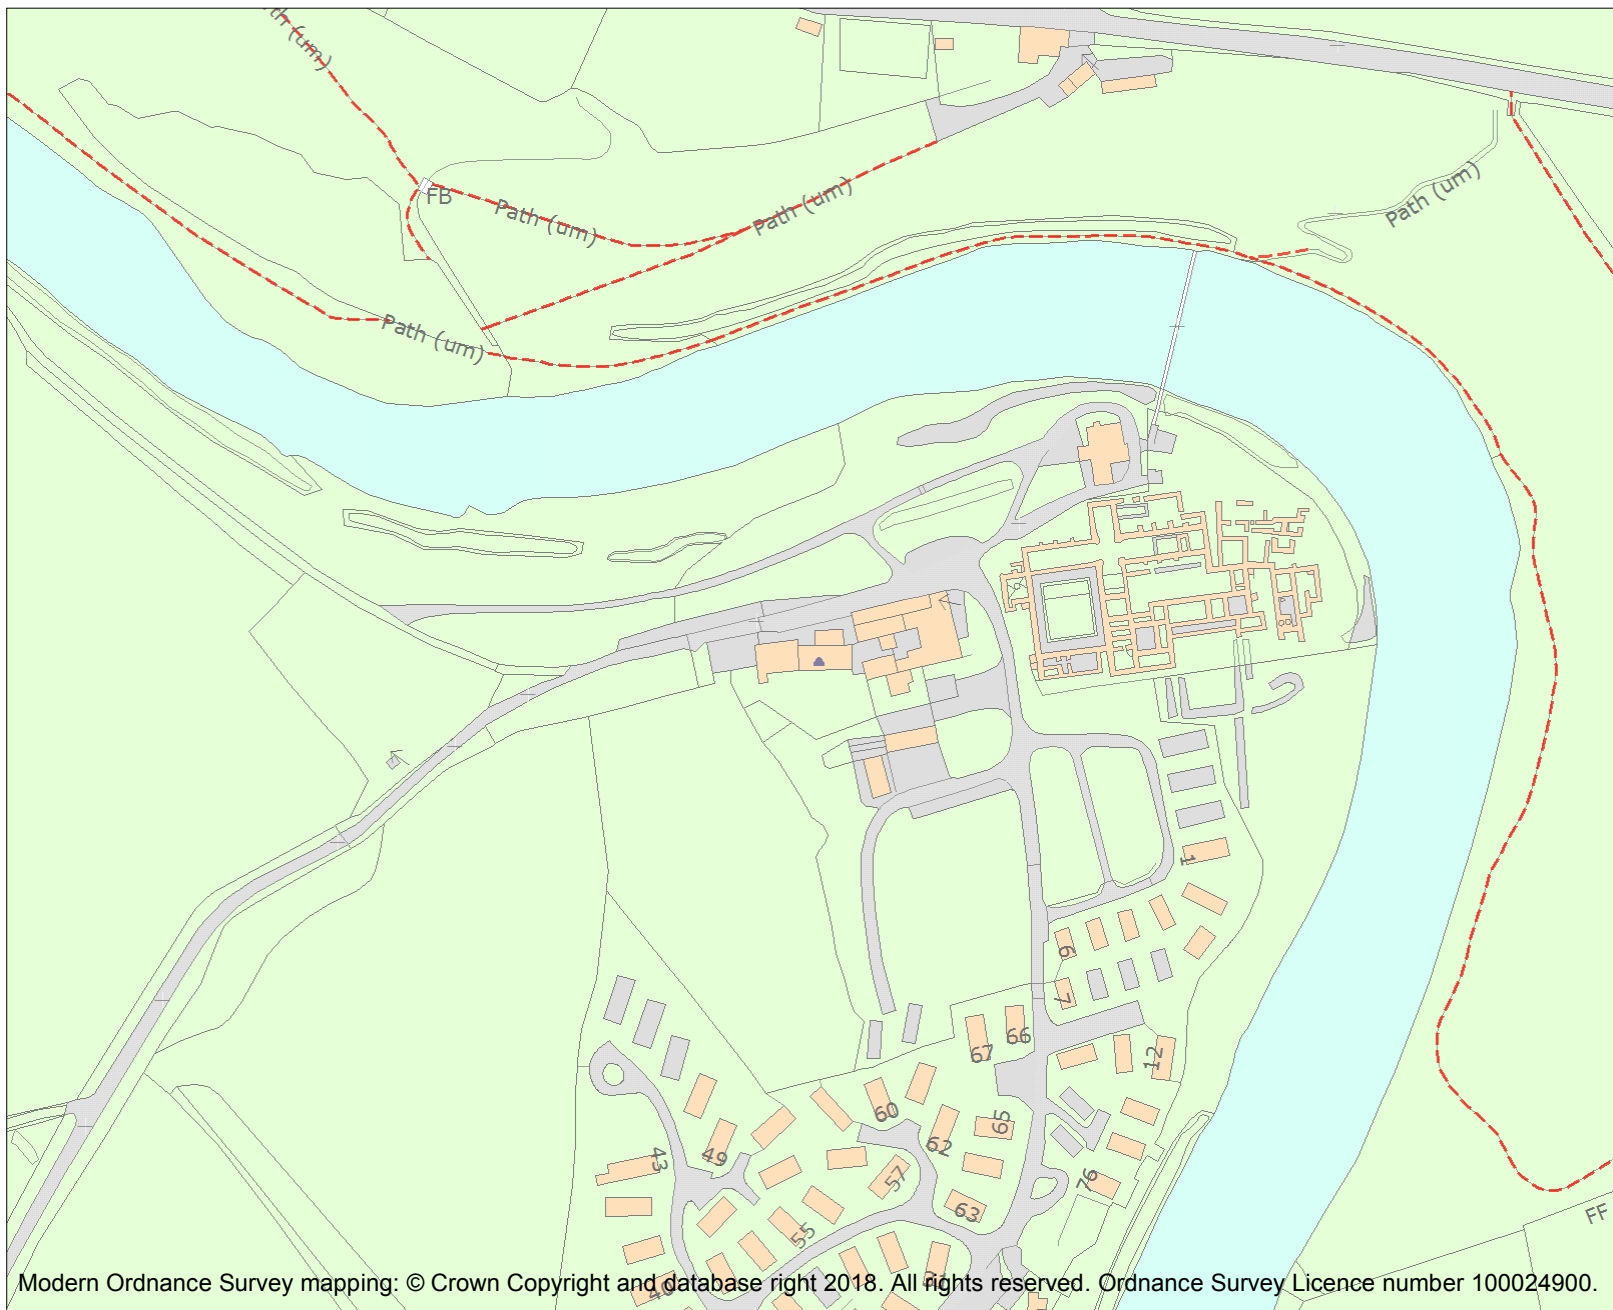 th (um)
FB
Path (um)
Path (um)
Path (um)
Path (um)
1
6
7
67
66
12
60
65
62
43
49
57
76
63
55
FF
40
Modern Ordnance Survey mapping: © Crown Copyright and database right 2018. All rights reserved. Ordnance Survey Licence number 100024900.